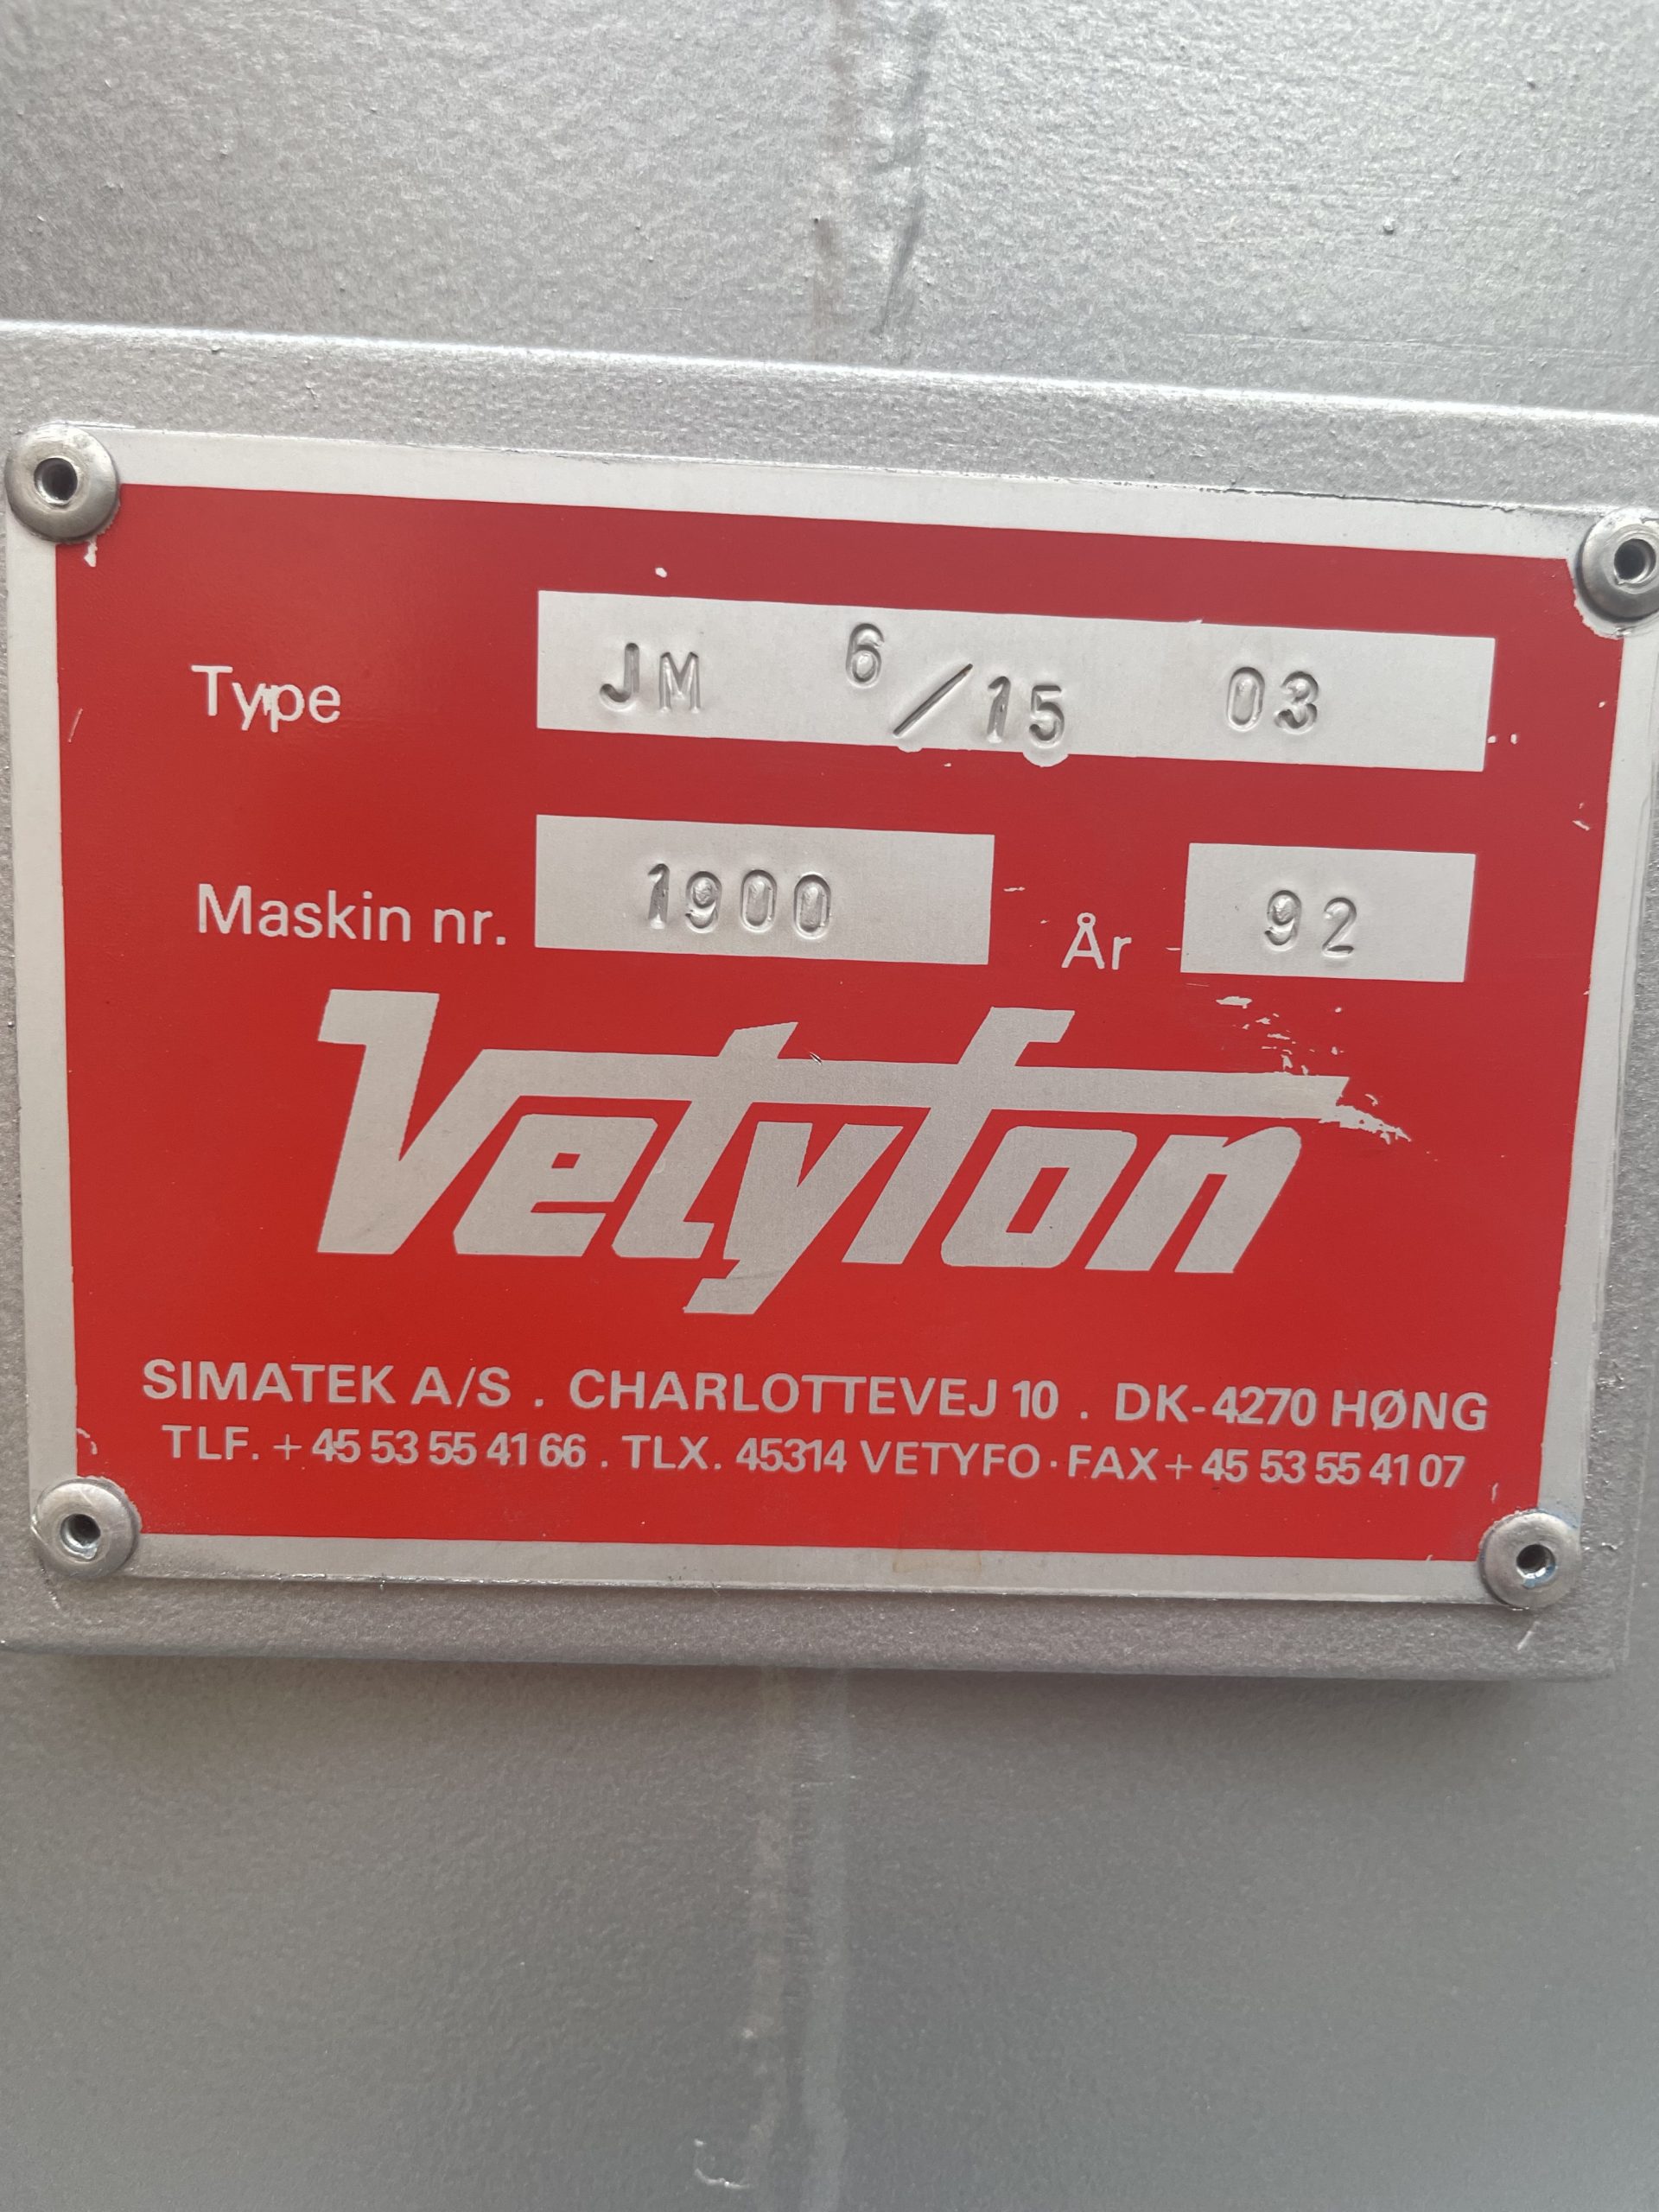 Type JM 6/15 03
Maskin nr. 1900 År 92
Vetyfon
SIMATEK A/S . CHARLOTTEVEJ 10 . DK-4270 HØNG
TLF. + 45 53 55 41 66 . TLX. 45314 VETYFO · FAX + 45 53 55 41 07